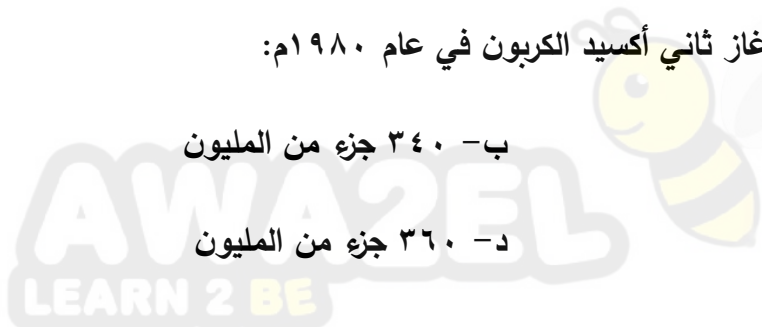 غاز ثاني أكسيد الكربون في عام ١٩٨٠م:
ب- ٣٤٠ جزء من المليون
د- ٣٦٠ جزء من المليون
AWA2EL
LEARN 2 BE